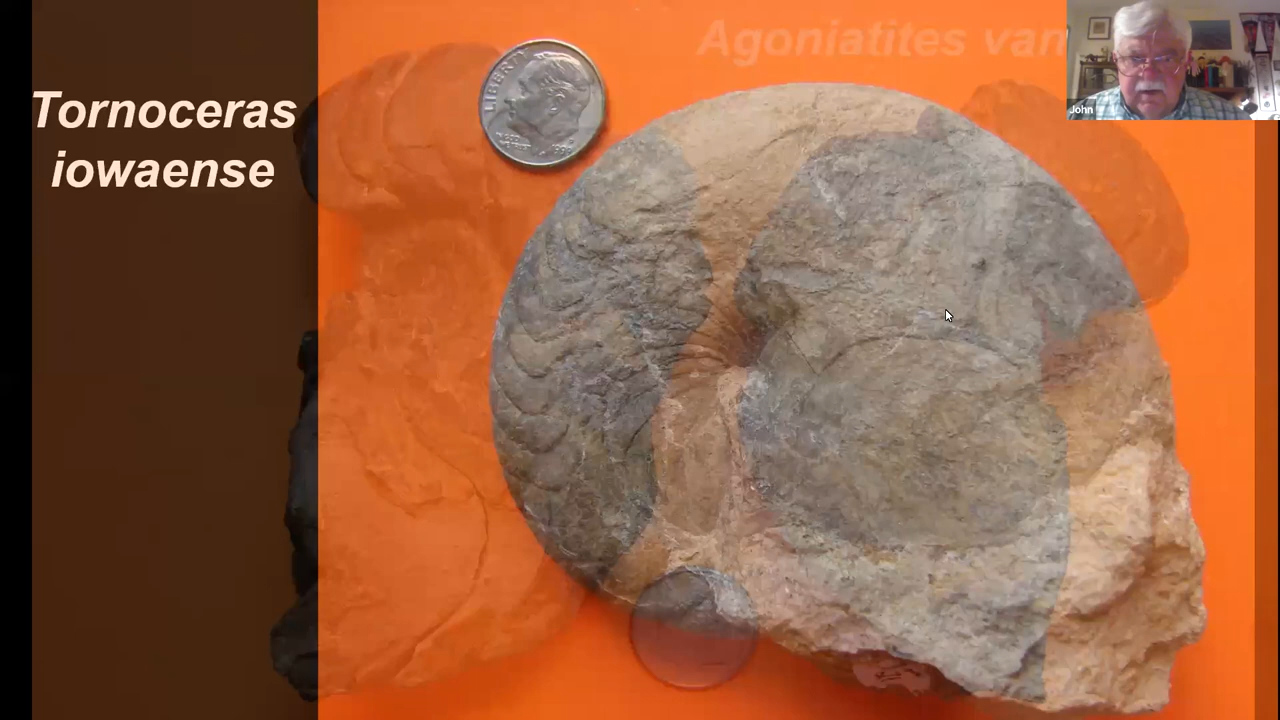 Tornoceras
iowaense
Agoniatites van
LIBERTY
John